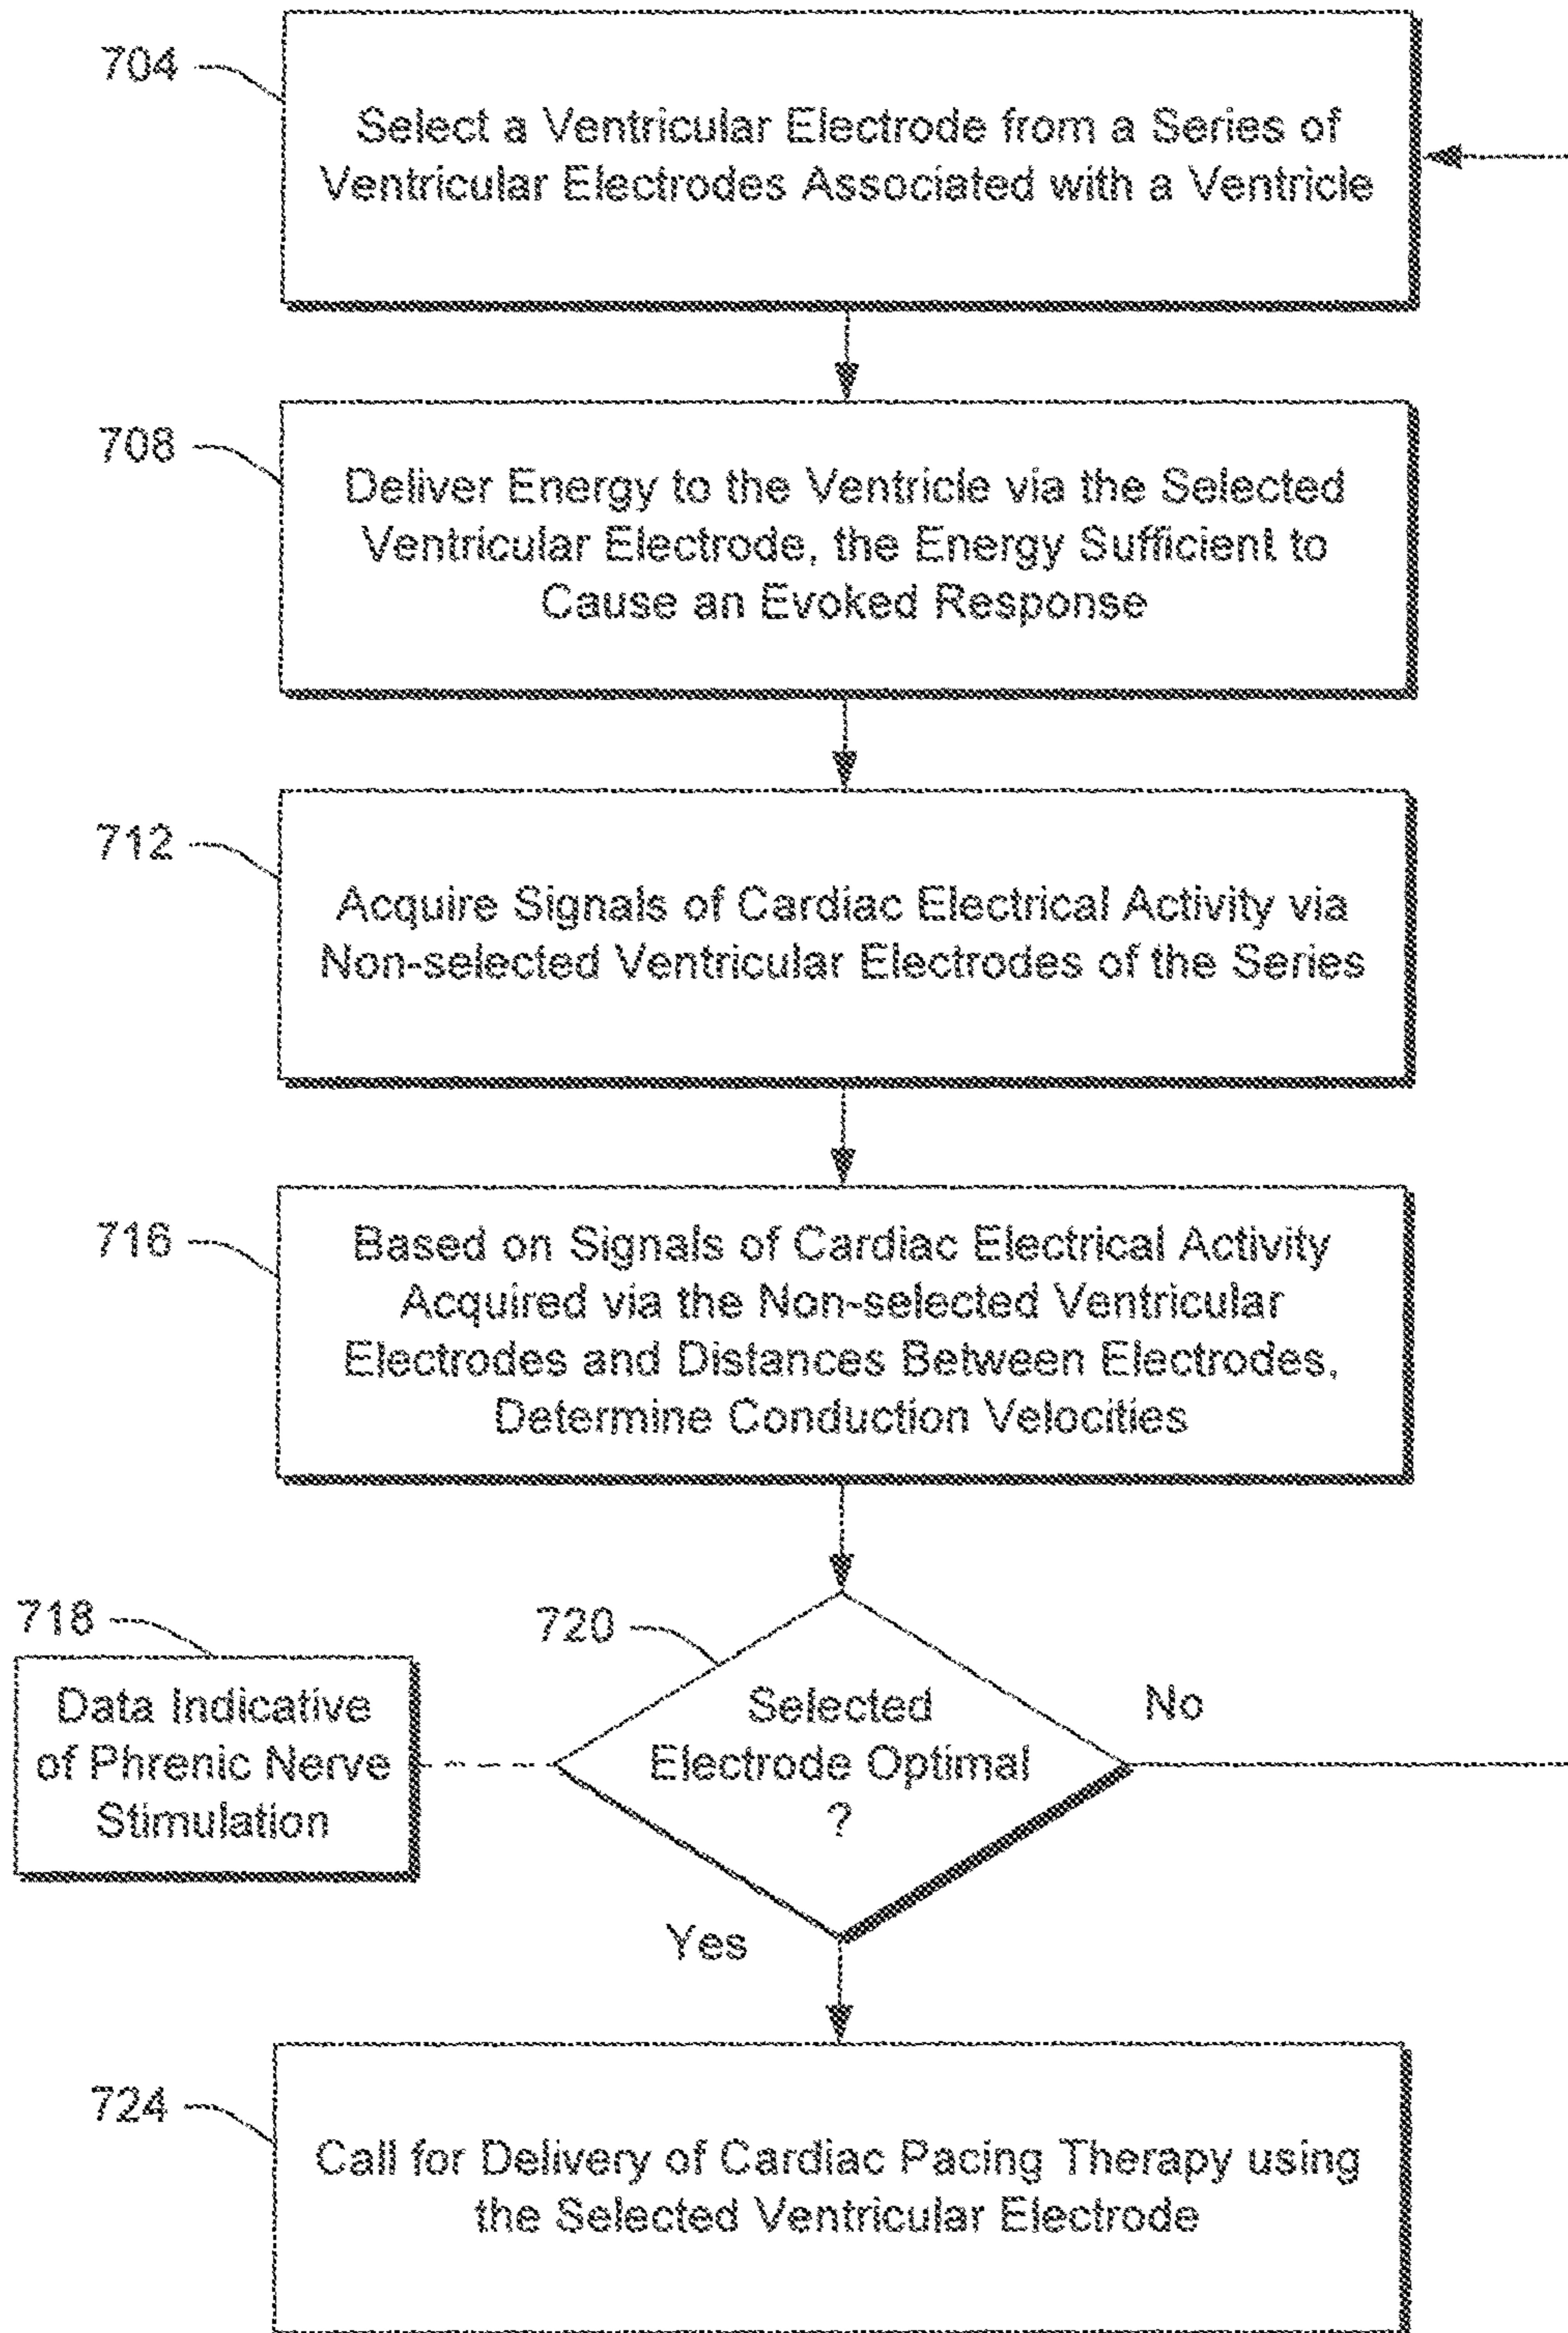 704
Select a Ventricular Electrode from a Series of
Ventricular Electrodes Associated with a Ventricle
708
Deliver Energy to the Ventricle via the Selected
Ventricular Electrode, the Energy Sufficient to
Cause an Evoked Response
712
Acquire Signals of Cardiac Electrical Activity via
Non-selected Ventricular Electrodes of the Series
716
Based on Signals of Cardiac Electrical Activity
Acquired via the Non-selected Ventricular
Electrodes and Distances Between Electrodes,
Determine Conduction Velocities
718
Data Indicative
of Phrenic Nerve
Stimulation
720
Selected
Electrode Optimal
?
No
Yes
724
Call for Delivery of Cardiac Pacing Therapy using
the Selected Ventricular Electrode